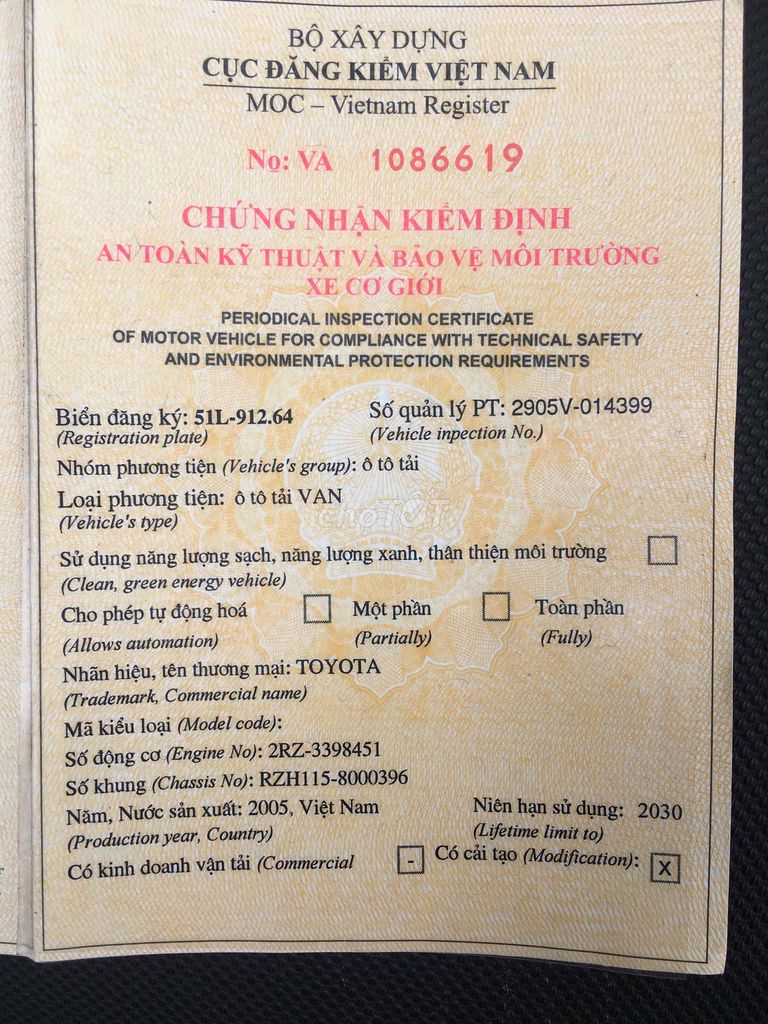 BỘ XÂY DỰNG
CỤC ĐĂNG KIỂM VIỆT NAM
MOC – Vietnam Register
No: VA 1086619
CHỨNG NHẬN KIỂM ĐỊNH
AN TOÀN KỸ THUẬT VÀ BẢO VỆ MÔI TRƯỜNG
XE CƠ GIỚI
PERIODICAL INSPECTION CERTIFICATE
OF MOTOR VEHICLE FOR COMPLIANCE WITH TECHNICAL SAFETY
AND ENVIRONMENTAL PROTECTION REQUIREMENTS
Biển đăng ký: 51L-912.64 Số quản lý PT: 2905V-014399
(Registration plate) (Vehicle inpection No.)
Nhóm phương tiện (Vehicle's group): ô tô tải
Loại phương tiện: ô tô tải VAN
(Vehicle's type)
choTỐT
Sử dụng năng lượng sạch, năng lượng xanh, thân thiện môi trường
(Clean, green energy vehicle)
Cho phép tự động hoá Một phần Toàn phần
(Allows automation) (Partially) (Fully)
Nhãn hiệu, tên thương mại: TOYOTA
(Trademark, Commercial name)
Mã kiểu loại (Model code):
Số động cơ (Engine No): 2RZ-3398451
Số khung (Chassis No): RZH115-8000396
Năm, Nước sản xuất: 2005, Việt Nam Niên hạn sử dụng: 2030
(Production year, Country) (Lifetime limit to)
Có kinh doanh vận tải (Commercial - Có cải tạo (Modification): X